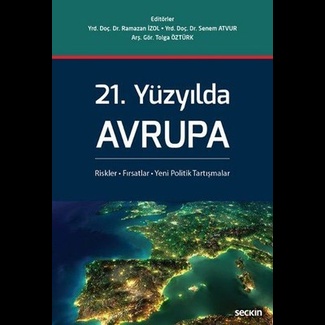 Editörler
Yrd. Doç. Dr. Ramazan İZOL • Yrd. Doç. Dr. Senem ATVUR
Arş. Gör. Tolga ÖZTÜRK
21. Yüzyılda
AVRUPA
Riskler • Fırsatlar • Yeni Politik Tartışmalar
seçkin